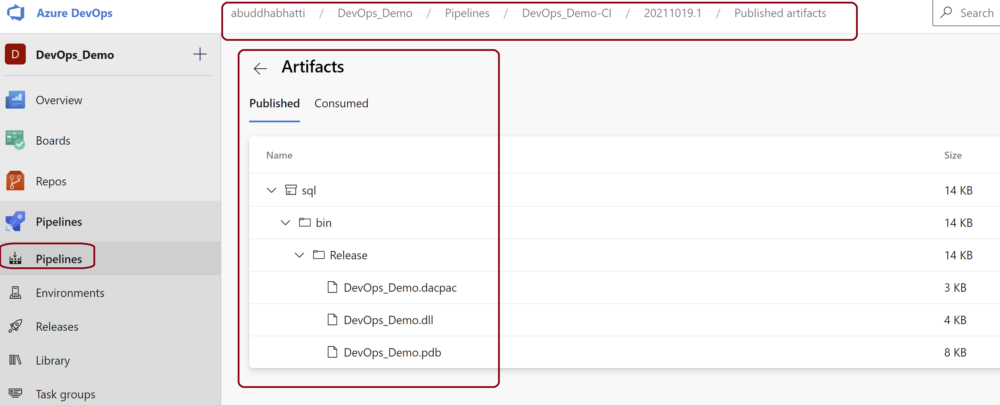 Azure DevOps
abuddhabhatti / DevOps_Demo / Pipelines / DevOps_Demo-CI / 20211019.1 / Published artifacts
Search
D DevOps_Demo
Overview
Boards
Repos
Pipelines
Pipelines
Environments
Releases
Library
Task groups
Artifacts
Published Consumed
Name Size
sql 14 KB
bin 14 KB
Release 14 KB
DevOps_Demo.dacpac 3 KB
DevOps_Demo.dll 4 KB
DevOps_Demo.pdb 8 KB